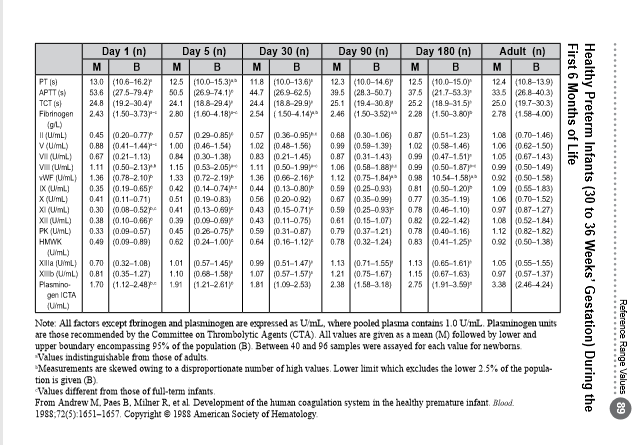 Reference Range Values 89
Healthy Preterm Infants (30 to 36 Weeks' Gestation) During the
First 6 Months of Life
Day 1 (n) Day 5 (n) Day 30 (n) Day 90 (n) Day 180 (n) Adult (n)
M B M B M B M B M B M B
PT (s) 13.0 (10.6–16.2)ᶜ 12.5 (10.0–15.3)ᵃ·ᵇ 11.8 (10.0–13.6)ᵃ 12.3 (10.0–14.6)ᵃ 12.5 (10.0–15.0)ᵃ 12.4 (10.8–13.9)
APTT (s) 53.6 (27.5–79.4)ᵇ 50.5 (26.9–74.1)ᶜ 44.7 (26.9–62.5) 39.5 (28.3–50.7) 37.5 (21.7–53.3)ᵃ 33.5 (26.8–40.3)
TCT (s) 24.8 (19.2–30.4)ᵃ 24.1 (18.8–29.4)ᵃ 24.4 (18.8–29.9)ᵃ 25.1 (19.4–30.8)ᵃ 25.2 (18.9–31.5)ᵃ 25.0 (19.7–30.3)
Fibrinogen 2.43 (1.50–3.73)ᵃ⁻ᶜ 2.80 (1.60–4.18)ᵃ⁻ᶜ 2.54 ( 1.50–4.14)ᵃ·ᵇ 2.46 (1.50–3.52)ᵃ·ᵇ 2.28 (1.50–3.80)ᵇ 2.78 (1.58–4.00)
(g/L)
II (U/mL) 0.45 (0.20–0.77)ᵇ 0.57 (0.29–0.85)ᶜ 0.57 (0.36–0.95)ᵇ·ᶜ 0.68 (0.30–1.06) 0.87 (0.51–1.23) 1.08 (0.70–1.46)
V (U/mL) 0.88 (0.41–1.44)ᵃ⁻ᶜ 1.00 (0.46–1.54) 1.02 (0.48–1.56) 0.99 (0.59–1.39) 1.02 (0.58–1.46) 1.06 (0.62–1.50)
VII (U/mL) 0.67 (0.21–1.13) 0.84 (0.30–1.38) 0.83 (0.21–1.45) 0.87 (0.31–1.43) 0.99 (0.47–1.51)ᵃ 1.05 (0.67–1.43)
VIII (U/mL) 1.11 (0.50–2.13)ᵃ·ᵇ 1.15 (0.53–2.05)ᵃ⁻ᶜ 1.11 (0.50–1.99)ᵃ⁻ᶜ 1.06 (0.58–1.88)ᵃ⁻ᶜ 0.99 (0.50–1.87)ᵃ⁻ᶜ 0.99 (0.50–1.49)
vWF (U/mL) 1.36 (0.78–2.10)ᵇ 1.33 (0.72–2.19)ᵇ 1.36 (0.66–2.16)ᵇ 1.12 (0.75–1.84)ᵃ·ᵇ 0.98 (0.54–1.58)ᵃ·ᵇ 0.92 (0.50–1.58)
IX (U/mL) 0.35 (0.19–0.65)ᶜ 0.42 (0.14–0.74)ᵇ·ᶜ 0.44 (0.13–0.80)ᵇ 0.59 (0.25–0.93) 0.81 (0.50–1.20)ᵇ 1.09 (0.55–1.83)
X (U/mL) 0.41 (0.11–0.71) 0.51 (0.19–0.83) 0.56 (0.20–0.92) 0.67 (0.35–0.99) 0.77 (0.35–1.19) 1.06 (0.70–1.52)
XI (U/mL) 0.30 (0.08–0.52)ᵇ·ᶜ 0.41 (0.13–0.69)ᶜ 0.43 (0.15–0.71)ᶜ 0.59 (0.25–0.93)ᶜ 0.78 (0.46–1.10) 0.97 (0.87–1.27)
XII (U/mL) 0.38 (0.10–0.66)ᶜ 0.39 (0.09–0.69)ᶜ 0.43 (0.11–0.75) 0.61 (0.15–1.07) 0.82 (0.22–1.42) 1.08 (0.52–1.84)
PK (U/mL) 0.33 (0.09–0.57) 0.45 (0.26–0.75)ᵇ 0.59 (0.31–0.87) 0.79 (0.37–1.21) 0.78 (0.40–1.16) 1.12 (0.82–1.62)
HMWK 0.49 (0.09–0.89) 0.62 (0.24–1.00)ᶜ 0.64 (0.16–1.12)ᶜ 0.78 (0.32–1.24) 0.83 (0.41–1.25)ᵃ 0.92 (0.50–1.38)
(U/mL)
XIIIa (U/mL) 0.70 (0.32–1.08) 1.01 (0.57–1.45)ᵃ 0.99 (0.51–1.47)ᵃ 1.13 (0.71–1.55)ᵃ 1.13 (0.65–1.61)ᵃ 1.05 (0.55–1.55)
XIIIb (U/mL) 0.81 (0.35–1.27) 1.10 (0.68–1.58)ᵃ 1.07 (0.57–1.57)ᵃ 1.21 (0.75–1.67) 1.15 (0.67–1.63) 0.97 (0.57–1.37)
Plasmino- 1.70 (1.12–2.48)ᵇ·ᶜ 1.91 (1.21–2.61)ᶜ 1.81 (1.09–2.53) 2.38 (1.58–3.18) 2.75 (1.91–3.59)ᵃ 3.38 (2.46–4.24)
gen ICTA
(U/mL)
Note: All factors except fbrinogen and plasminogen are expressed as U/mL, where pooled plasma contains 1.0 U/mL. Plasminogen units
are those recommended by the Committee on Thrombolytic Agents (CTA). All values are given as a mean (M) followed by lower and
upper boundary encompassing 95% of the population (B). Between 40 and 96 samples were assayed for each value for newborns.
ᵃValues indistinguishable from those of adults.
ᵇMeasurements are skewed owing to a disproportionate number of high values. Lower limit which excludes the lower 2.5% of the popula-
tion is given (B).
ᶜValues different from those of full-term infants.
From Andrew M, Paes B, Milner R, et al. Development of the human coagulation system in the healthy premature infant. Blood.
1988;72(5):1651–1657. Copyright © 1988 American Society of Hematology.